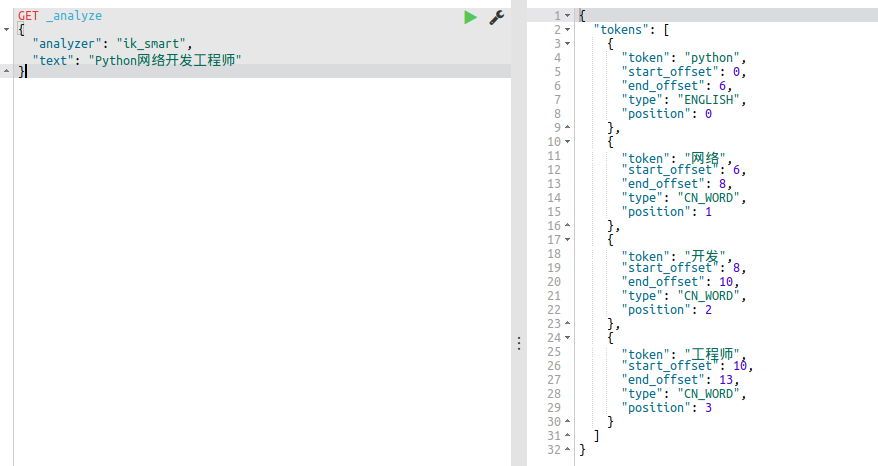 GET _analyze
{
  "analyzer": "ik_smart",
  "text": "Python网络开发工程师"
}
1 {
2   "tokens": [
3     {
4       "token": "python",
5       "start_offset": 0,
6       "end_offset": 6,
7       "type": "ENGLISH",
8       "position": 0
9     },
10     {
11       "token": "网络",
12       "start_offset": 6,
13       "end_offset": 8,
14       "type": "CN_WORD",
15       "position": 1
16     },
17     {
18       "token": "开发",
19       "start_offset": 8,
20       "end_offset": 10,
21       "type": "CN_WORD",
22       "position": 2
23     },
24     {
25       "token": "工程师",
26       "start_offset": 10,
27       "end_offset": 13,
28       "type": "CN_WORD",
29       "position": 3
30     }
31   ]
32 }